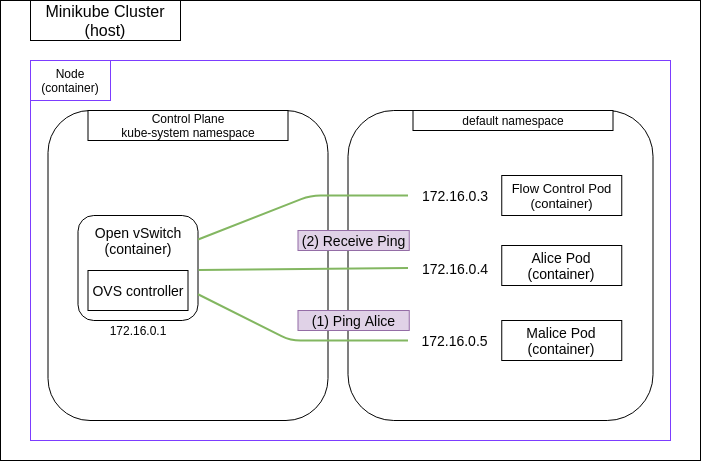 Minikube Cluster
(host)
Node
(container)
Control Plane
kube-system namespace
default namespace
172.16.0.3
Flow Control Pod
(container)
Open vSwitch
(container)
OVS controller
172.16.0.1
(2) Receive Ping
172.16.0.4
Alice Pod
(container)
(1) Ping Alice
172.16.0.5
Malice Pod
(container)